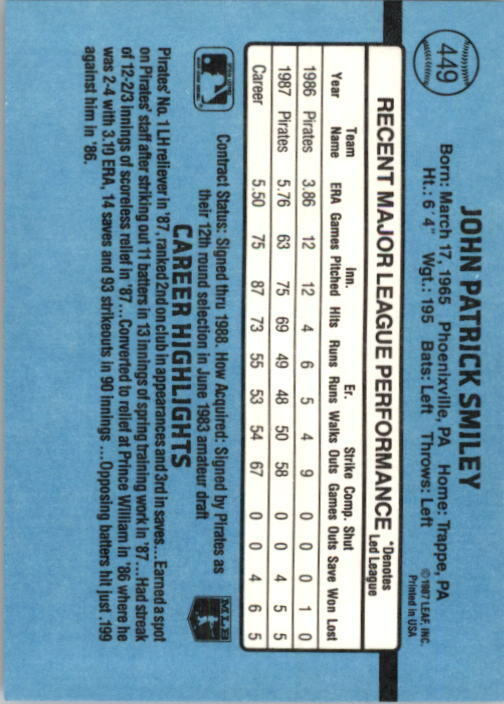 449
JOHN PATRICK SMILEY
Born: March 17, 1965 Phoenixville, PA Home: Trappe, PA
Ht.: 6' 4" Wgt.: 195 Bats: Left Throws: Left
©1987 LEAF, INC.
Printed in USA
RECENT MAJOR LEAGUE PERFORMANCE *Denotes Led League
Year Team Name ERA Games Inn. Pitched Hits Runs Er. Runs Walks Strike Outs Comp. Games Shut Outs Save Won Lost
1986 Pirates 3.86 12 12 4 6 5 4 9 0 0 0 1 0
1987 Pirates 5.76 63 75 69 49 48 50 58 0 0 4 5 5
Career 5.50 75 87 73 55 53 54 67 0 0 4 6 5
Contract Status: Signed thru 1988. How Acquired: Signed by Pirates as
their 12th round selection in June 1983 amateur draft
MLB
CAREER HIGHLIGHTS
Pirates' No. 1 LH reliever in '87, ranked 2nd on club in appearances and 3rd in saves...Earned a spot
on Pirates' staff after striking out 11 batters in 13 innings of spring training work in '87...Had streak
of 12-2/3 innings of scoreless relief in '87...Converted to relief at Prince William in '86 where he
was 2-4 with 3.10 ERA, 14 saves and 93 strikeouts in 90 innings ...Opposing batters hit just .199
against him in '86.